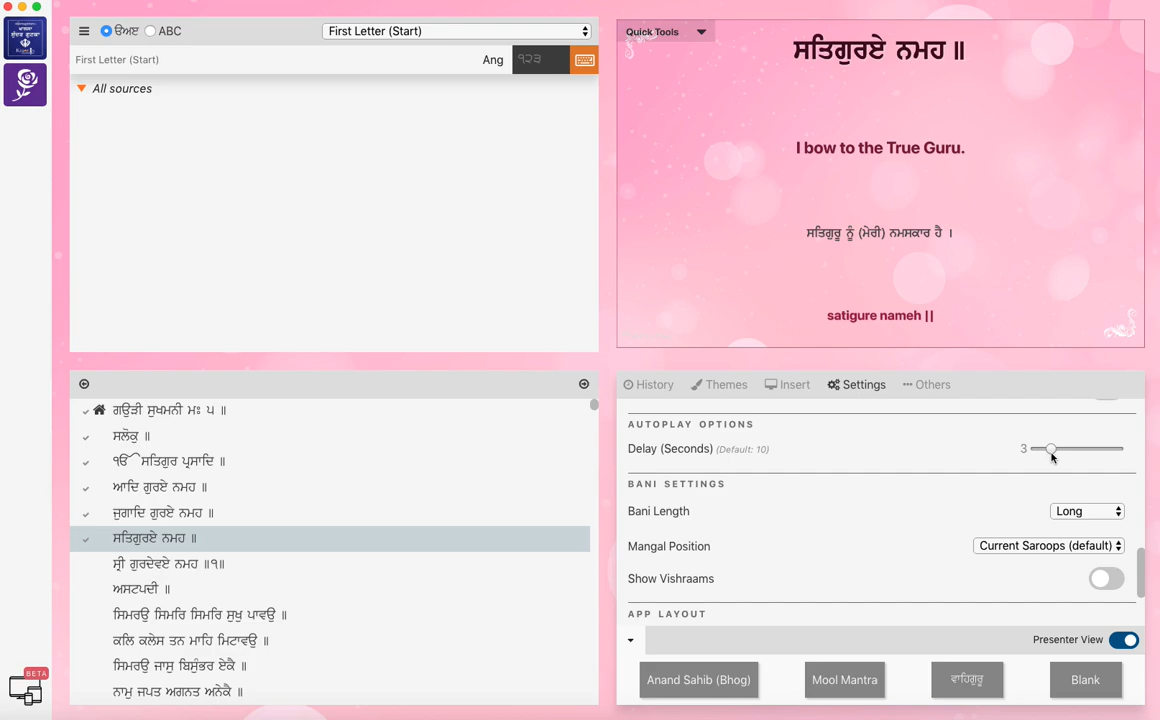 ੳਅੲ ABC First Letter (Start)
First Letter (Start) Ang ੧੨੩
All sources
Quick Tools
ਸਤਿਗੁਰਏ ਨਮਹ ॥
I bow to the True Guru.
ਸਤਿਗੁਰੂ ਨੂੰ (ਮੇਰੀ) ਨਮਸਕਾਰ ਹੈ ।
satigure nameh ||
ਗਉੜੀ ਸੁਖਮਨੀ ਮਃ ੫ ॥
ਸਲੋਕੁ ॥
ੴ ਸਤਿਗੁਰ ਪ੍ਰਸਾਦਿ ॥
ਆਦਿ ਗੁਰਏ ਨਮਹ ॥
ਜੁਗਾਦਿ ਗੁਰਏ ਨਮਹ ॥
ਸਤਿਗੁਰਏ ਨਮਹ ॥
ਸ੍ਰੀ ਗੁਰਦੇਵਏ ਨਮਹ ॥੧॥
ਅਸਟਪਦੀ ॥
ਸਿਮਰਉ ਸਿਮਰਿ ਸਿਮਰਿ ਸੁਖੁ ਪਾਵਉ ॥
ਕਲਿ ਕਲੇਸ ਤਨ ਮਾਹਿ ਮਿਟਾਵਉ ॥
ਸਿਮਰਉ ਜਾਸੁ ਬਿਸੁੰਭਰ ਏਕੈ ॥
ਨਾਮੁ ਜਪਤ ਅਗਨਤ ਅਨੇਕੈ ॥
History Themes Insert Settings Others
AUTOPLAY OPTIONS
Delay (Seconds) (Default: 10) 3
BANI SETTINGS
Bani Length Long
Mangal Position Current Saroops (default)
Show Vishraams
APP LAYOUT
Presenter View
Anand Sahib (Bhog) Mool Mantra ਵਾਹਿਗੁਰੂ Blank
BETA